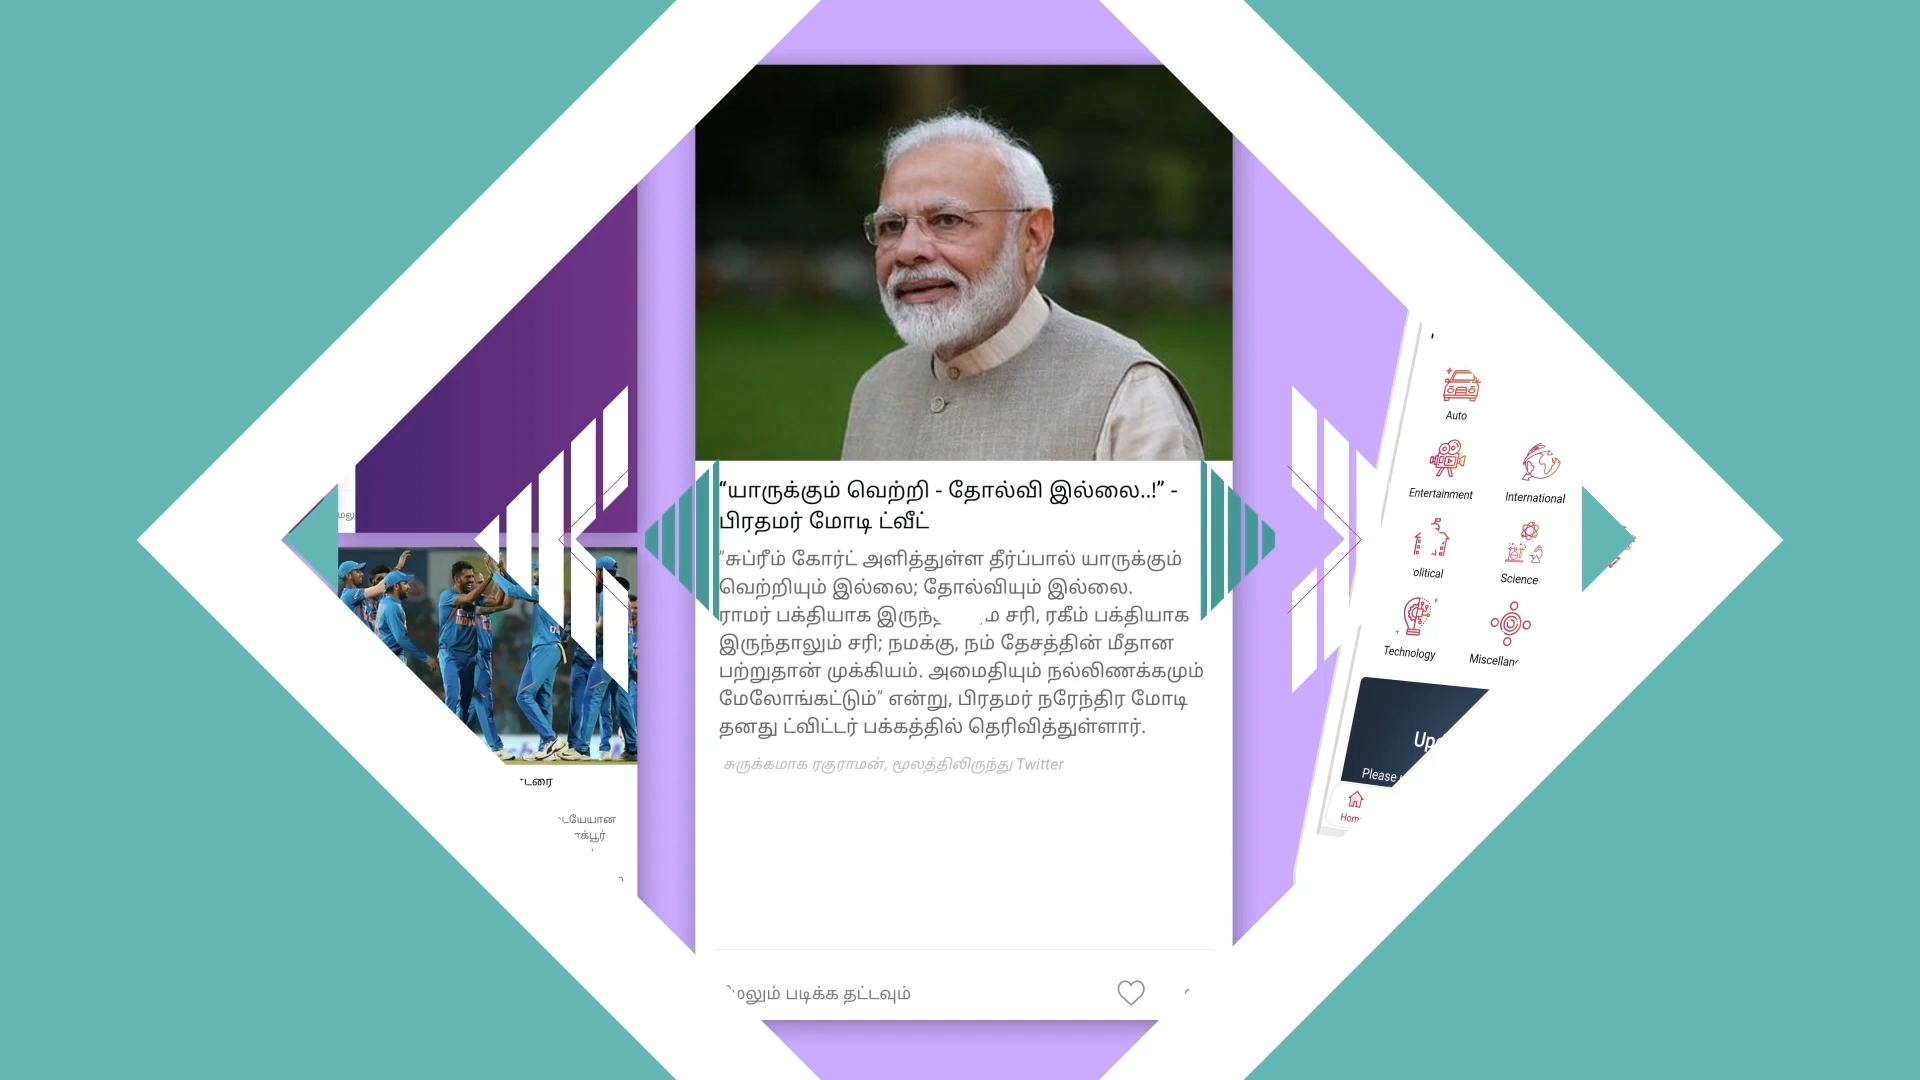 “யாருக்கும் வெற்றி - தோல்வி இல்லை..!” -
பிரதமர் மோடி ட்வீட்
"சுப்ரீம் கோர்ட் அளித்துள்ள தீர்ப்பால் யாருக்கும்
வெற்றியும் இல்லை; தோல்வியும் இல்லை.
ராமர் பக்தியாக சரி, ரகீம் பக்தியாக
இருந்தாலும் சரி; நமக்கு, நம் தேசத்தின் மீதான
பற்றுதான் முக்கியம். அமைதியும் நல்லிணக்கமும்
மேலோங்கட்டும்" என்று, பிரதமர் நரேந்திர மோடி
தனது ட்விட்டர் பக்கத்தில் தெரிவித்துள்ளார்.
சுருக்கமாக ரகுராமன், மூலத்திலிருந்து Twitter
மேலும் படிக்க தட்டவும்
Auto
Entertainment
International
Science
Technology
Please
INDIA